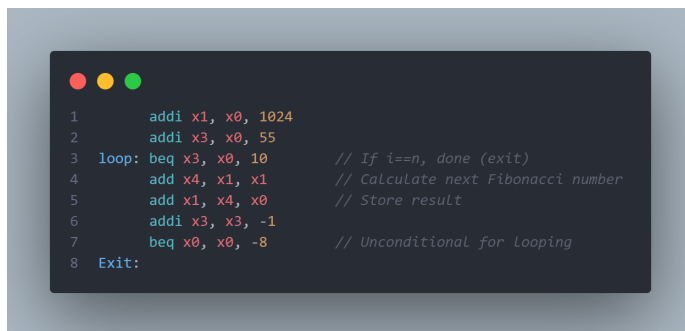 1 addi x1, x0, 1024
2 addi x3, x0, 55
3 loop: beq x3, x0, 10 // If i==n, done (exit)
4 add x4, x1, x1 // Calculate next Fibonacci number
5 add x1, x4, x0 // Store result
6 addi x3, x3, -1
7 beq x0, x0, -8 // Unconditional for looping
8 Exit: